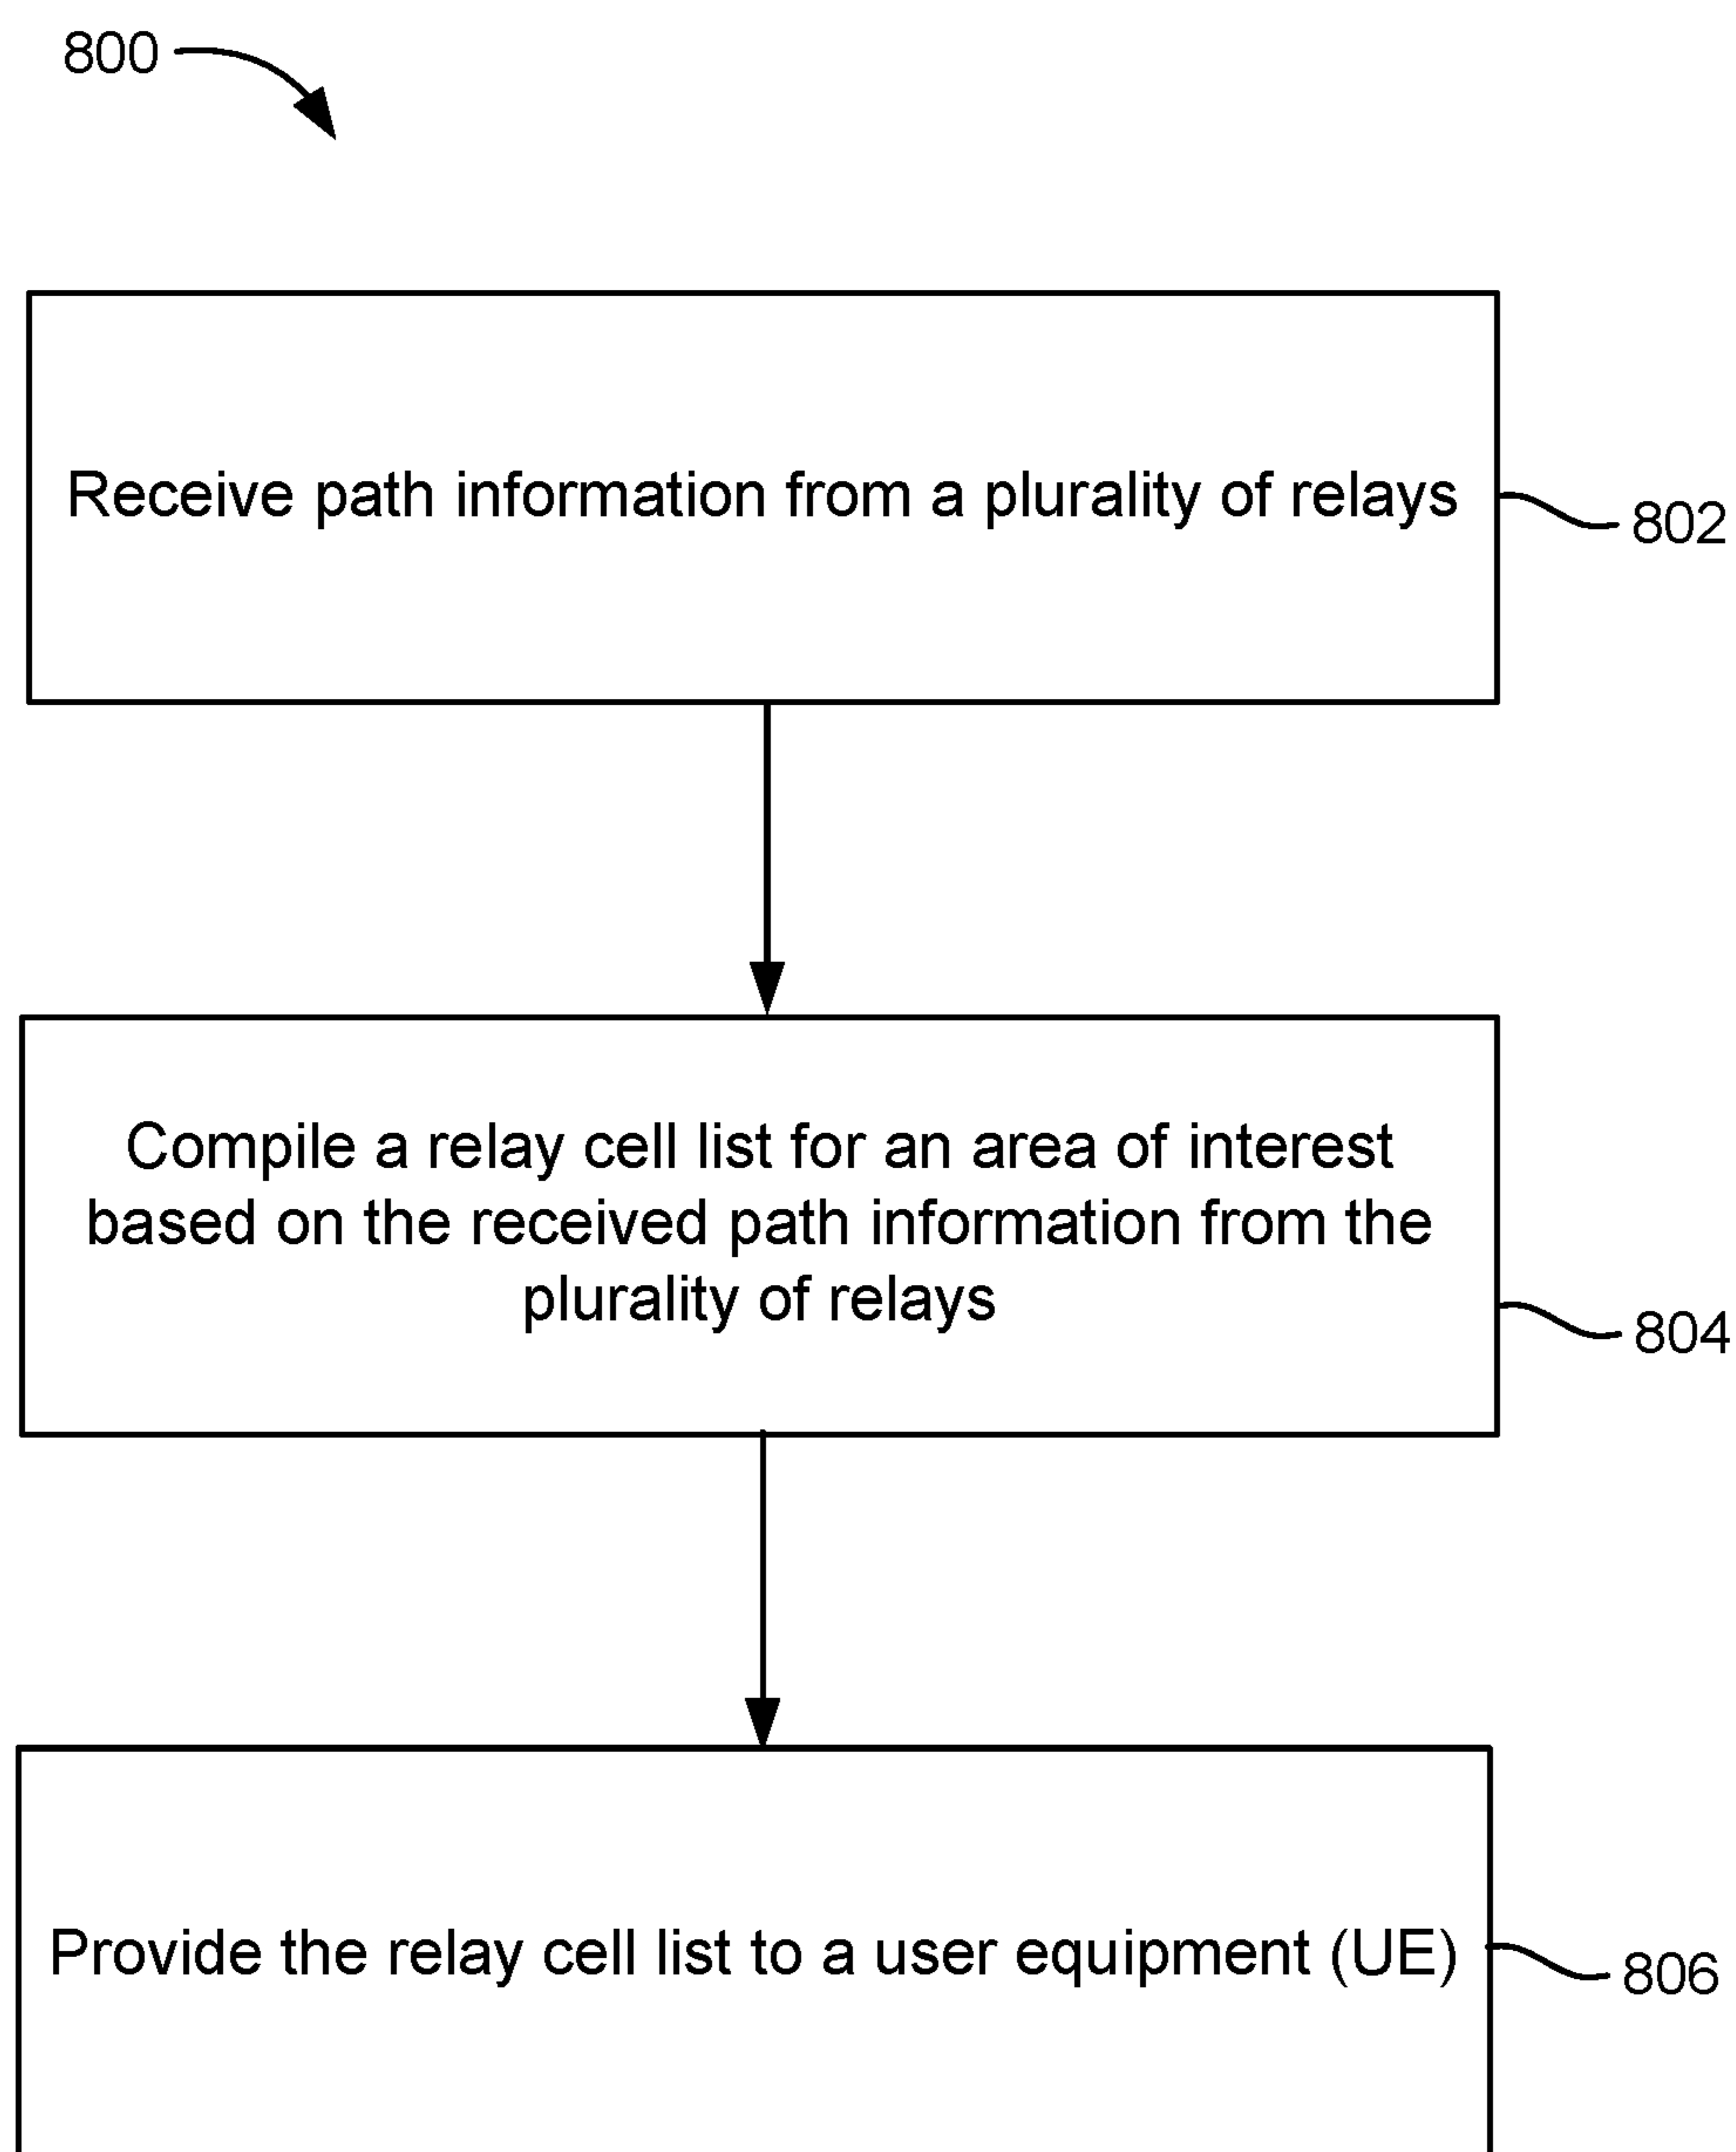 800
Receive path information from a plurality of relays
802
Compile a relay cell list for an area of interest
based on the received path information from the
plurality of relays
804
Provide the relay cell list to a user equipment (UE)
806